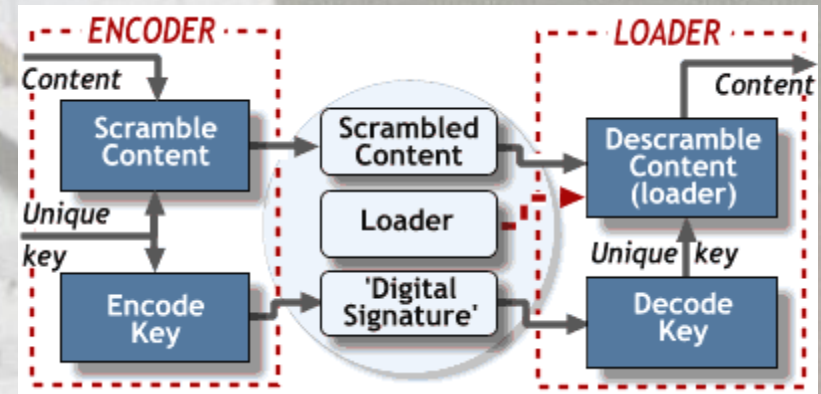 ENCODER
LOADER
Content
Content
Scramble
Content
Scrambled
Content
Descramble
Content
(loader)
Loader
Unique
key
Unique key
Encode
Key
'Digital
Signature'
Decode
Key